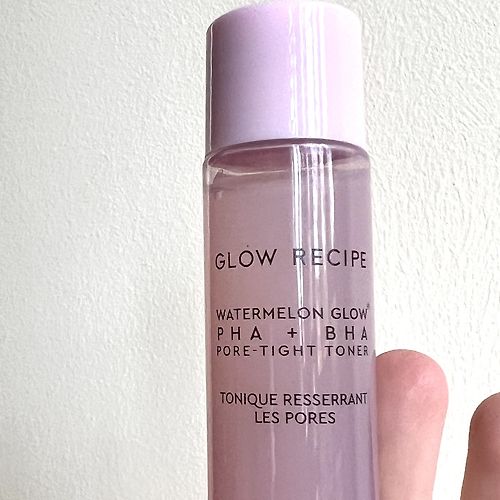 GLOW RECIPE
WATERMELON GLOW®
PHA + BHA
PORE-TIGHT TONER
TONIQUE RESSERRANT
LES PORES